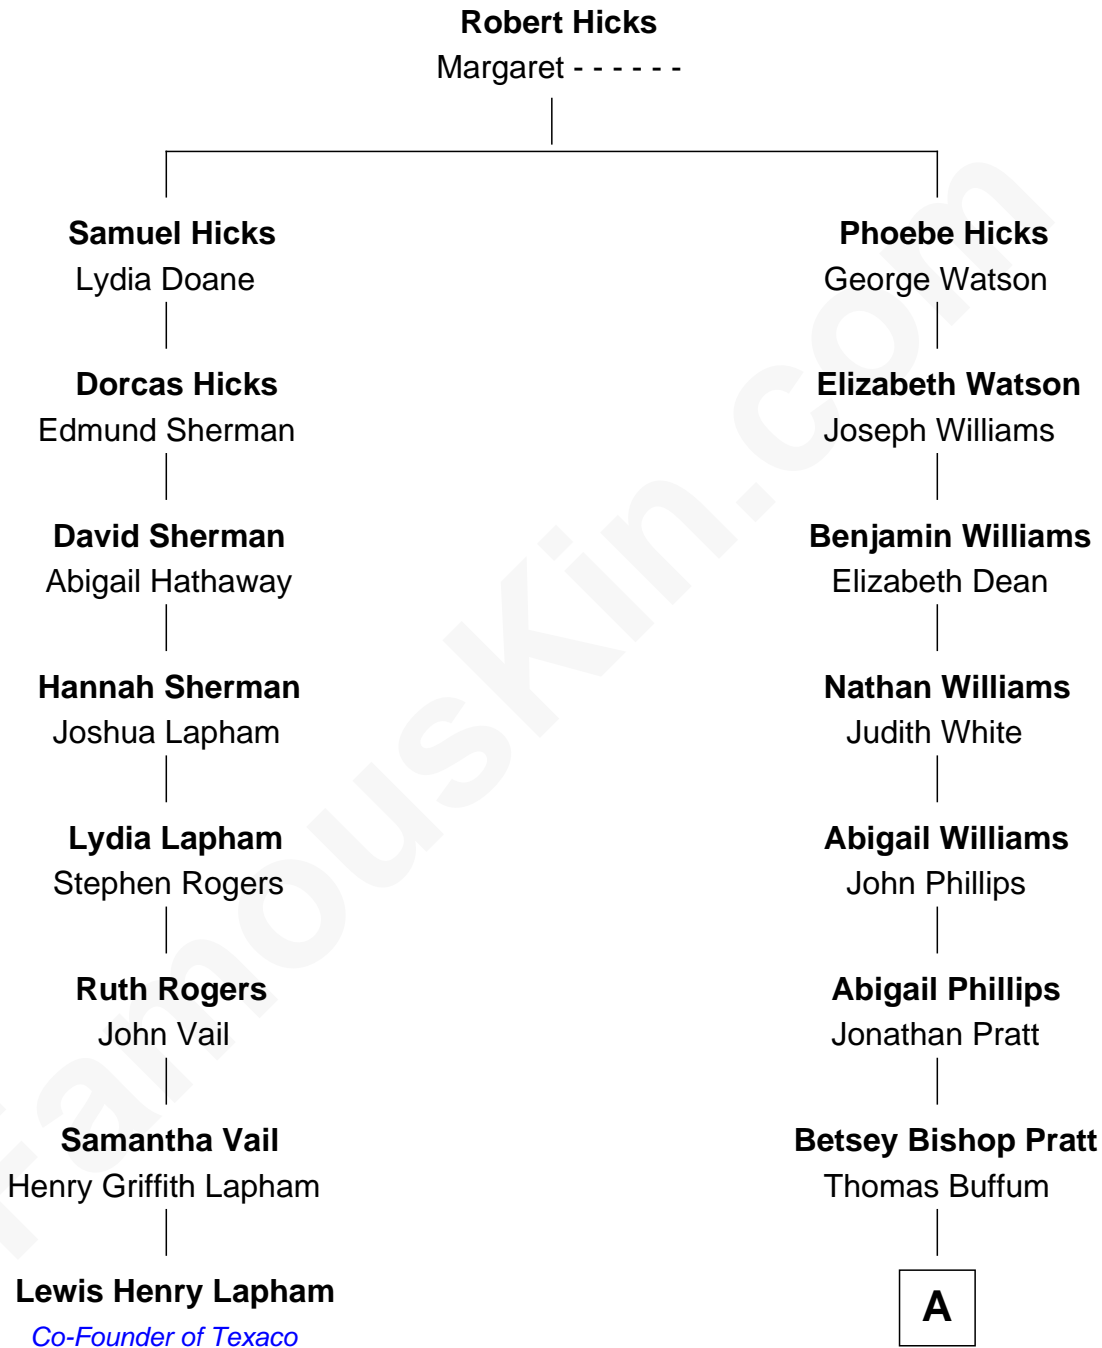 Robert Hicks
Margaret - - - - - -
Samuel Hicks
Lydia Doane
Phoebe Hicks
George Watson
Dorcas Hicks
Edmund Sherman
Elizabeth Watson
Joseph Williams
David Sherman
Abigail Hathaway
Benjamin Williams
Elizabeth Dean
Hannah Sherman
Joshua Lapham
Nathan Williams
Judith White
Lydia Lapham
Stephen Rogers
Abigail Williams
John Phillips
Ruth Rogers
John Vail
Abigail Phillips
Jonathan Pratt
Samantha Vail
Henry Griffith Lapham
Betsey Bishop Pratt
Thomas Buffum
Lewis Henry Lapham
Co-Founder of Texaco
A
FamousKin.com